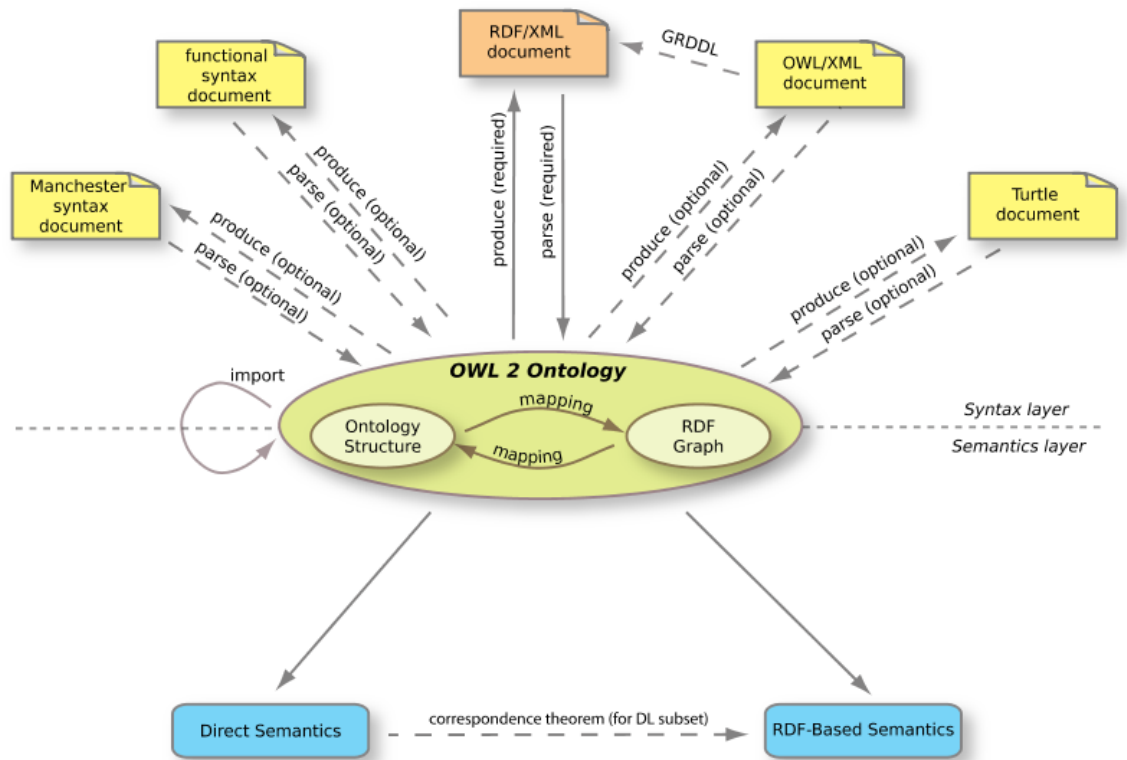 RDF/XML
document
GRDDL
functional
syntax
document
OWL/XML
document
Manchester
syntax
document
Turtle
document
produce (optional)
parse (optional)
produce (optional)
parse (optional)
produce (required)
parse (required)
produce (optional)
parse (optional)
produce (optional)
parse (optional)
import
OWL 2 Ontology
mapping
Ontology
Structure
RDF
Graph
mapping
Syntax layer
Semantics layer
Direct Semantics
correspondence theorem (for DL subset)
RDF-Based Semantics